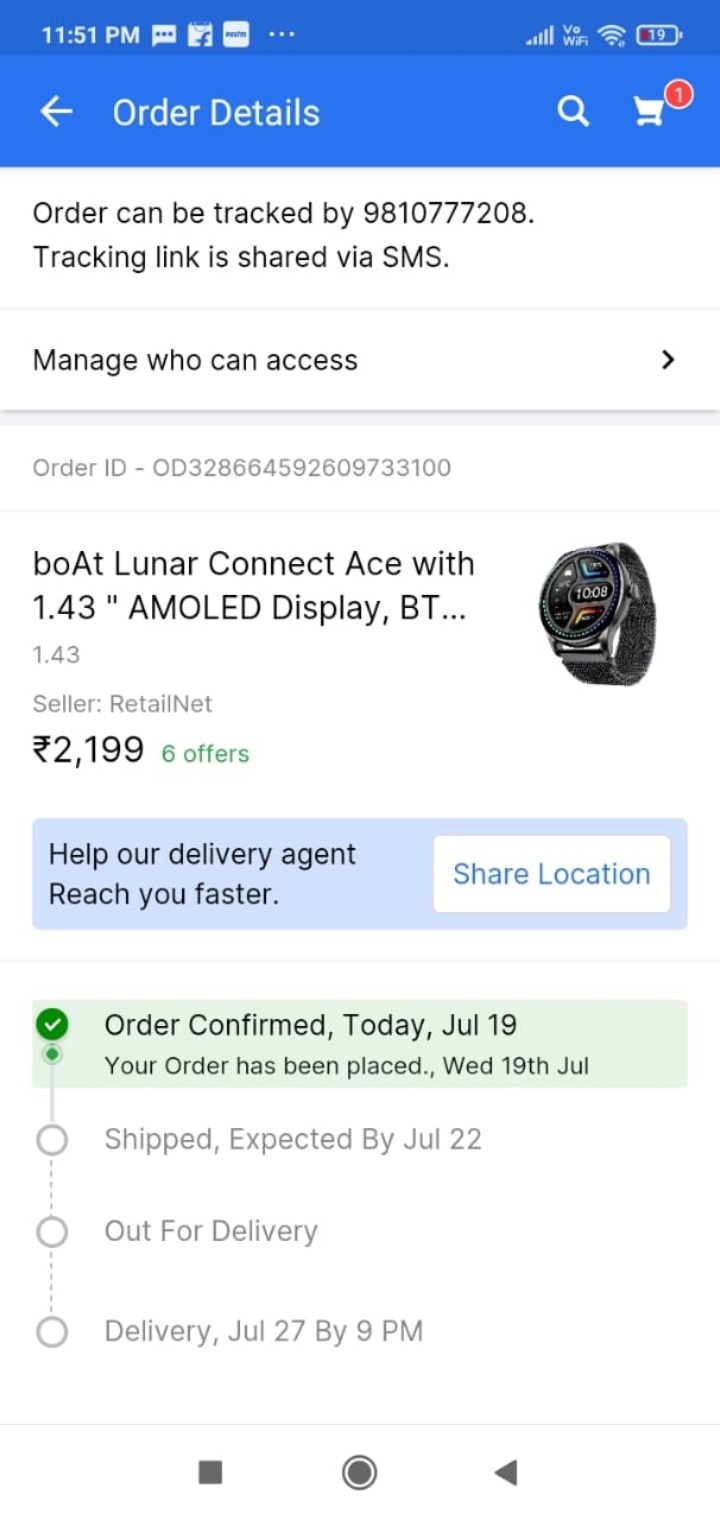 11:51 PM
Vo
WiFi
19
paytm
Order Details
1
Order can be tracked by 9810777208.
Tracking link is shared via SMS.
Manage who can access
Order ID - OD328664592609733100
boAt Lunar Connect Ace with
1.43 " AMOLED Display, BT...
10:08
1.43
Seller: RetailNet
₹2,199 6 offers
Help our delivery agent
Reach you faster.
Share Location
Order Confirmed, Today, Jul 19
Your Order has been placed., Wed 19th Jul
Shipped, Expected By Jul 22
Out For Delivery
Delivery, Jul 27 By 9 PM